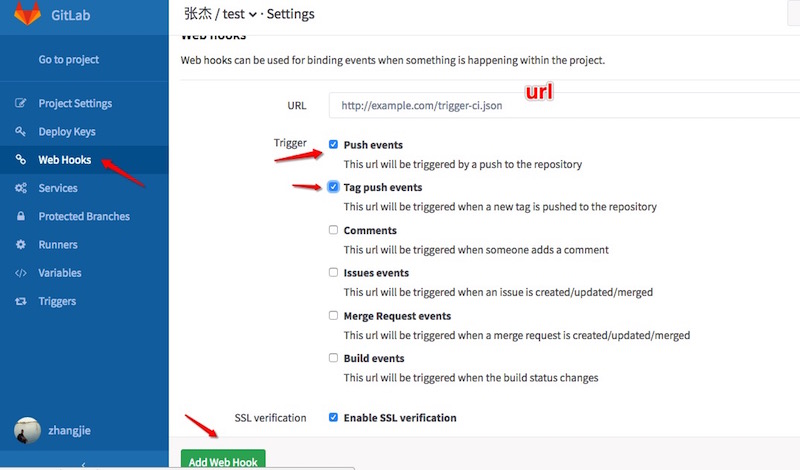 GitLab
张杰 / test · Settings
Go to project
Project Settings
Deploy Keys
Web Hooks
Services
Protected Branches
Runners
Variables
Triggers
zhangjie
Web hooks
Web hooks can be used for binding events when something is happening within the project.
url
URL
http://example.com/trigger-ci.json
Trigger
Push events
This url will be triggered by a push to the repository
Tag push events
This url will be triggered when a new tag is pushed to the repository
Comments
This url will be triggered when someone adds a comment
Issues events
This url will be triggered when an issue is created/updated/merged
Merge Request events
This url will be triggered when a merge request is created/updated/merged
Build events
This url will be triggered when the build status changes
SSL verification
Enable SSL verification
Add Web Hook